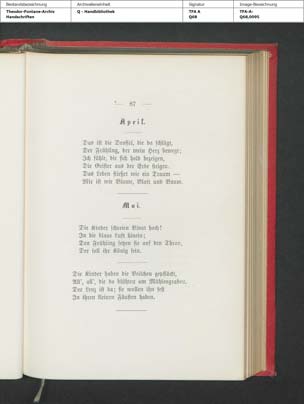 Bestandsbezeichnung
Archivalieneinheit
Signatur
Image-Bezeichnung
Theodor-Fontane-Archiv
Handschriften
Q - Handbibliothek
TFA A
Q68
TFA-A-
Q68,0095
— 87 —
April.
Das ist die Drossel, die da schlägt,
Der Frühling, der mein Herz bewegt;
Ich fühle, die sich hold bezeigen,
Die Geister aus der Erde steigen.
Das Leben fließet wie ein Traum —
Mir ist wie Blume, Blatt und Baum.
Mai.
Die Kinder schreien Vivat hoch!
In die blaue Luft hinein;
Den Frühling setzen sie auf den Thron,
Der soll ihr König sein.
Die Kinder haben die Veilchen gepflückt,
All', all', die da blühten am Mühlengraben,
Der Lenz ist da; sie wollen ihn fest
In ihren kleinen Fäusten haben.